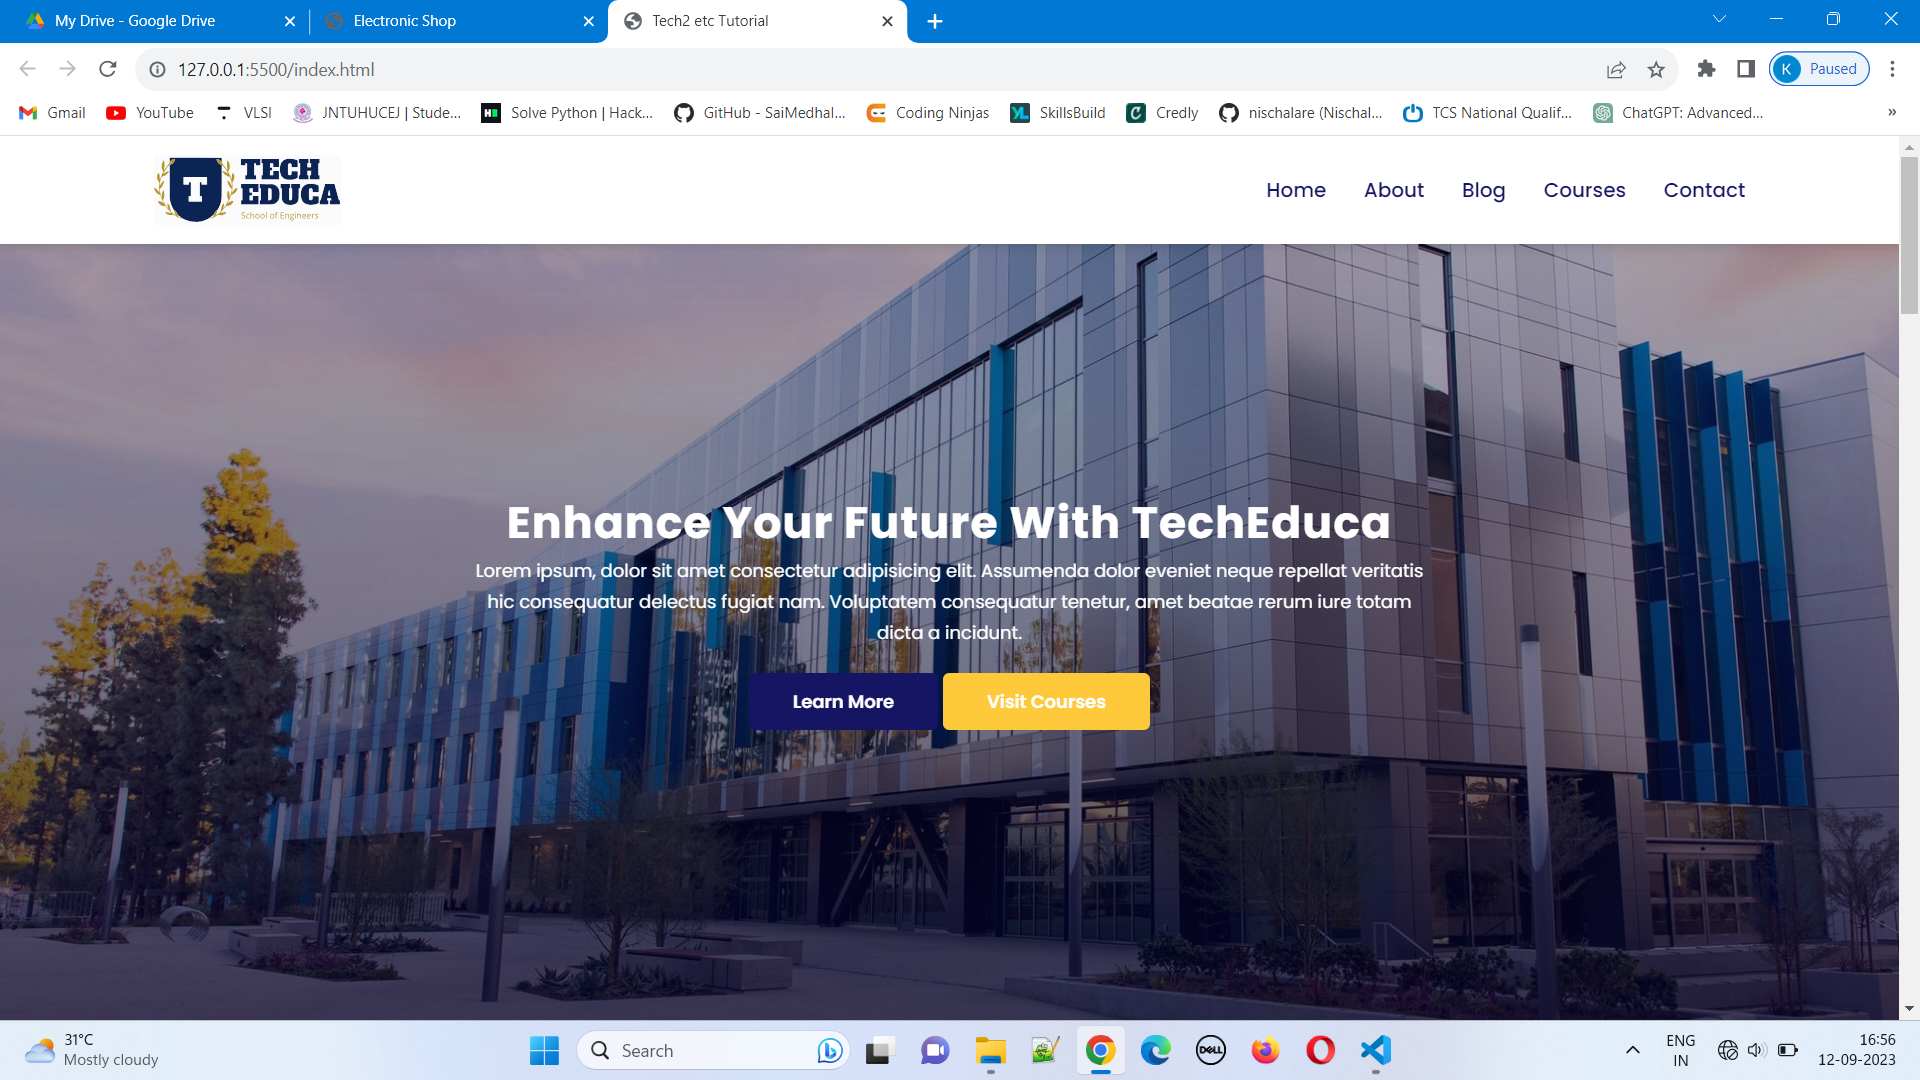 My Drive - Google Drive
Electronic Shop
Tech2 etc Tutorial
127.0.0.1:5500/index.html
K Paused
Gmail
YouTube
VLSI
JNTUHUCEJ | Stude...
Solve Python | Hack...
GitHub - SaiMedhal...
Coding Ninjas
SkillsBuild
Credly
nischalare (Nischal...
TCS National Qualif...
ChatGPT: Advanced...
»
T
TECH
EDUCA
School of Engineers
Home
About
Blog
Courses
Contact
Enhance Your Future With TechEduca
Lorem ipsum, dolor sit amet consectetur adipisicing elit. Assumenda dolor eveniet neque repellat veritatis
hic consequatur delectus fugiat nam. Voluptatem consequatur tenetur, amet beatae rerum iure totam
dicta a incidunt.
Learn More
Visit Courses
31°C
Mostly cloudy
Search
DELL
ENG
IN
16:56
12-09-2023